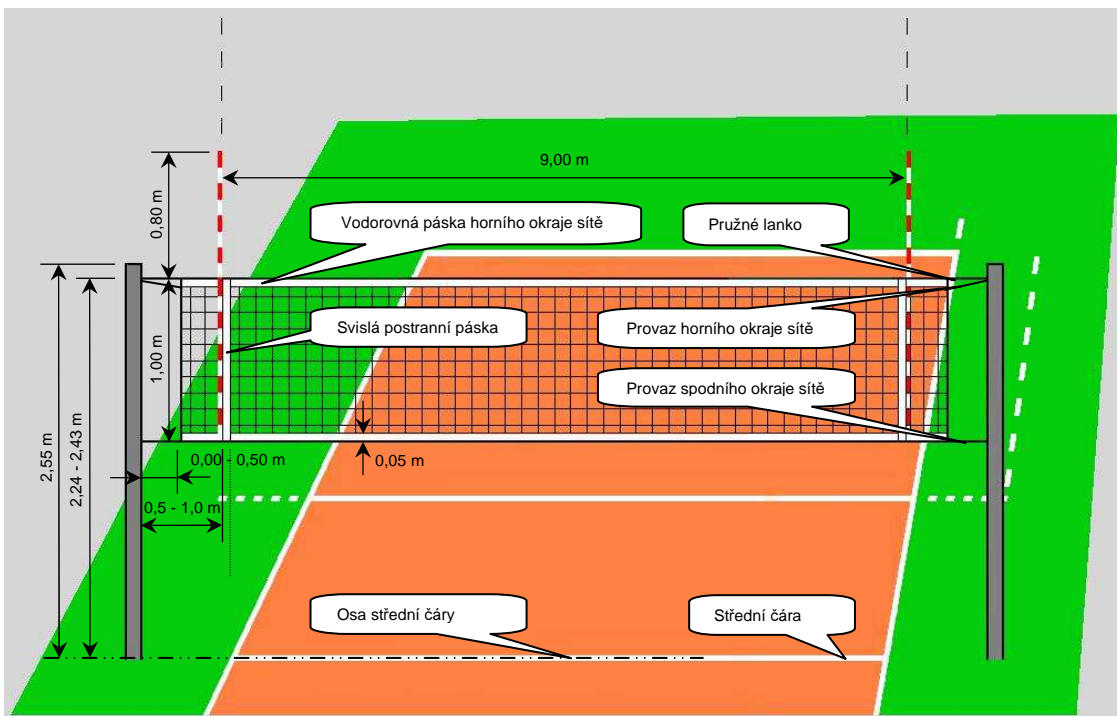 9,00 m
0,80 m
Vodorovná páska horního okraje sítě
Pružné lanko
Svislá postranní páska
Provaz horního okraje sítě
1,00 m
Provaz spodního okraje sítě
2,55 m
2,24 - 2,43 m
0,00 - 0,50 m
0,05 m
0,5 - 1,0 m
Osa střední čáry
Střední čára